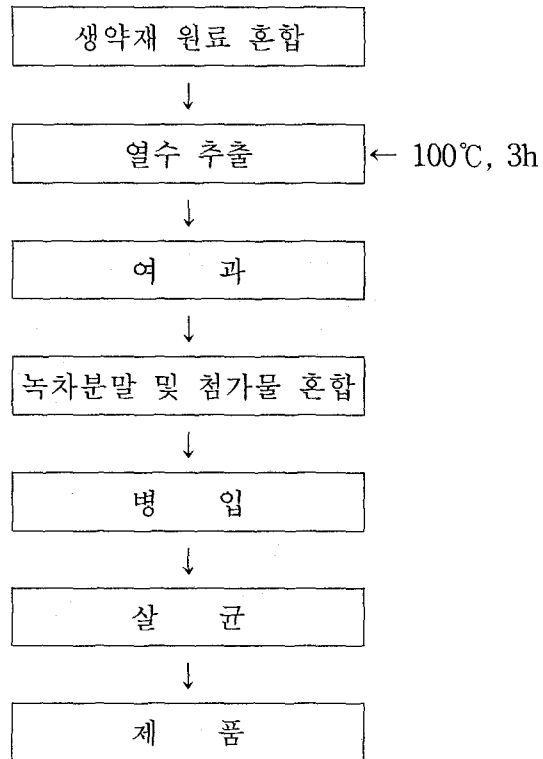 생약재 원료 혼합
↓
열수 추출 ← 100℃, 3h
↓
여 과
↓
녹차분말 및 첨가물 혼합
↓
병 입
↓
살 균
↓
제 품